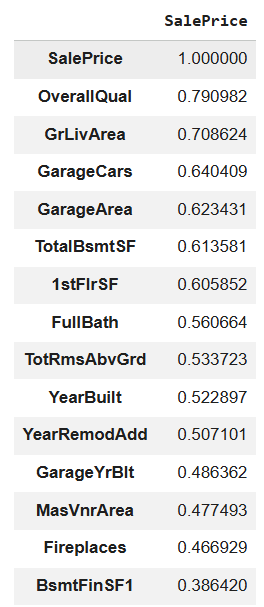 SalePrice
SalePrice 1.000000
OverallQual 0.790982
GrLivArea 0.708624
GarageCars 0.640409
GarageArea 0.623431
TotalBsmtSF 0.613581
1stFlrSF 0.605852
FullBath 0.560664
TotRmsAbvGrd 0.533723
YearBuilt 0.522897
YearRemodAdd 0.507101
GarageYrBlt 0.486362
MasVnrArea 0.477493
Fireplaces 0.466929
BsmtFinSF1 0.386420